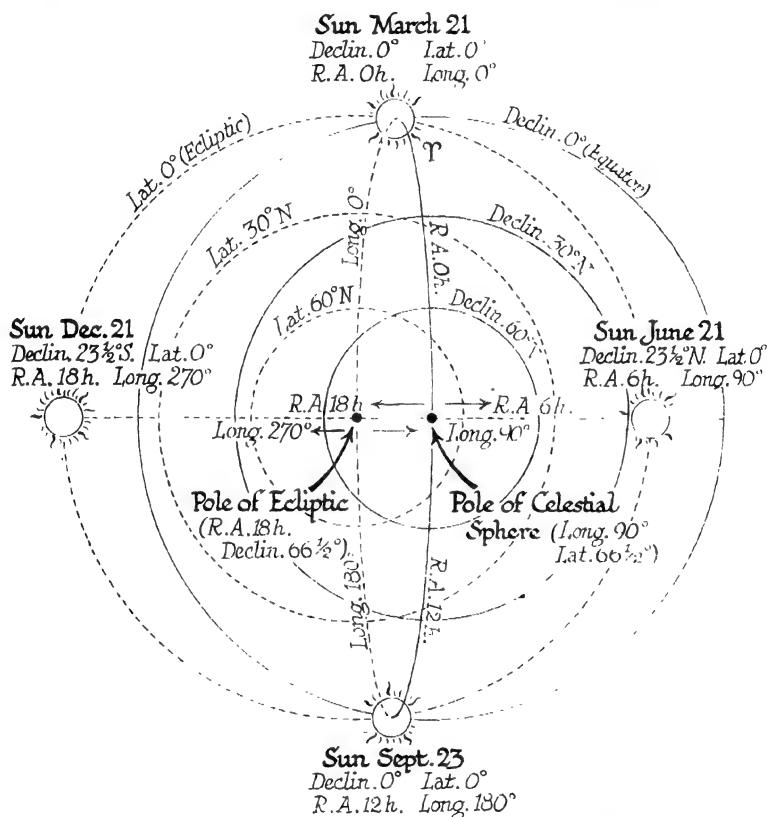 Sun March 21
Declin. 0° Lat. 0°
R.A. 0h. Long. 0°
♈
Lat. 0° (Ecliptic)
Declin. 0° (Equator)
Lat. 30° N
Declin. 30° N
Long. 0°
R.A. 0h.
Lat. 60° N
Declin. 60° N
Sun Dec. 21
Declin. 23½° S. Lat. 0°
R.A. 18h. Long. 270°
Sun June 21
Declin. 23½° N. Lat. 0°
R.A. 6h. Long. 90°
R.A. 18h
R.A. 6h.
Long. 270°
Long. 90°
Pole of Ecliptic
(R.A. 18h.
Declin. 66½°)
Pole of Celestial
Sphere (Long. 90°
Lat. 66½°)
Long. 180°
R.A. 12h.
Sun Sept. 23
Declin. 0° Lat. 0°
R.A. 12h. Long. 180°